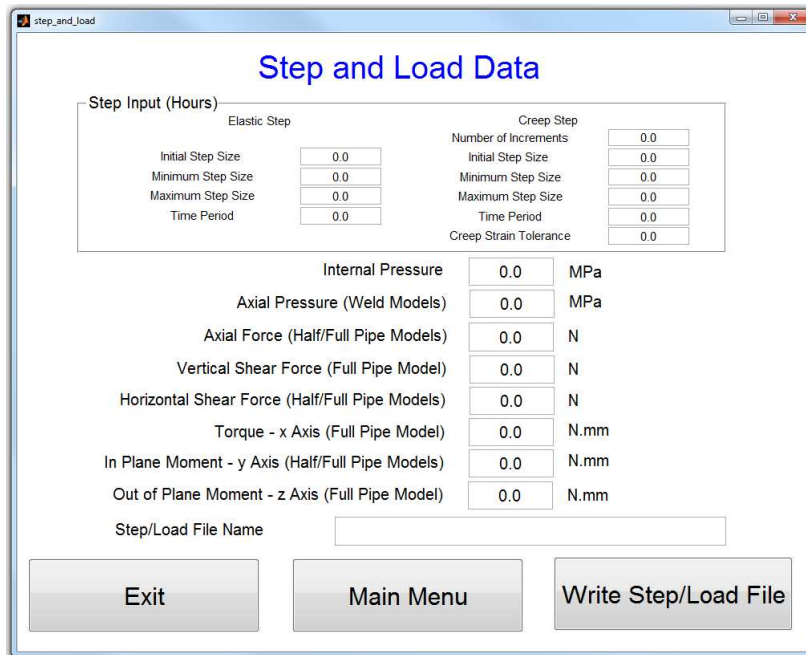 step_and_load
Step and Load Data
Step Input (Hours)
Elastic Step
Initial Step Size 0.0
Minimum Step Size 0.0
Maximum Step Size 0.0
Time Period 0.0
Creep Step
Number of Increments 0.0
Initial Step Size 0.0
Minimum Step Size 0.0
Maximum Step Size 0.0
Time Period 0.0
Creep Strain Tolerance 0.0
Internal Pressure 0.0 MPa
Axial Pressure (Weld Models) 0.0 MPa
Axial Force (Half/Full Pipe Models) 0.0 N
Vertical Shear Force (Full Pipe Model) 0.0 N
Horizontal Shear Force (Half/Full Pipe Models) 0.0 N
Torque - x Axis (Full Pipe Model) 0.0 N.mm
In Plane Moment - y Axis (Half/Full Pipe Models) 0.0 N.mm
Out of Plane Moment - z Axis (Full Pipe Model) 0.0 N.mm
Step/Load File Name
Exit Main Menu Write Step/Load File